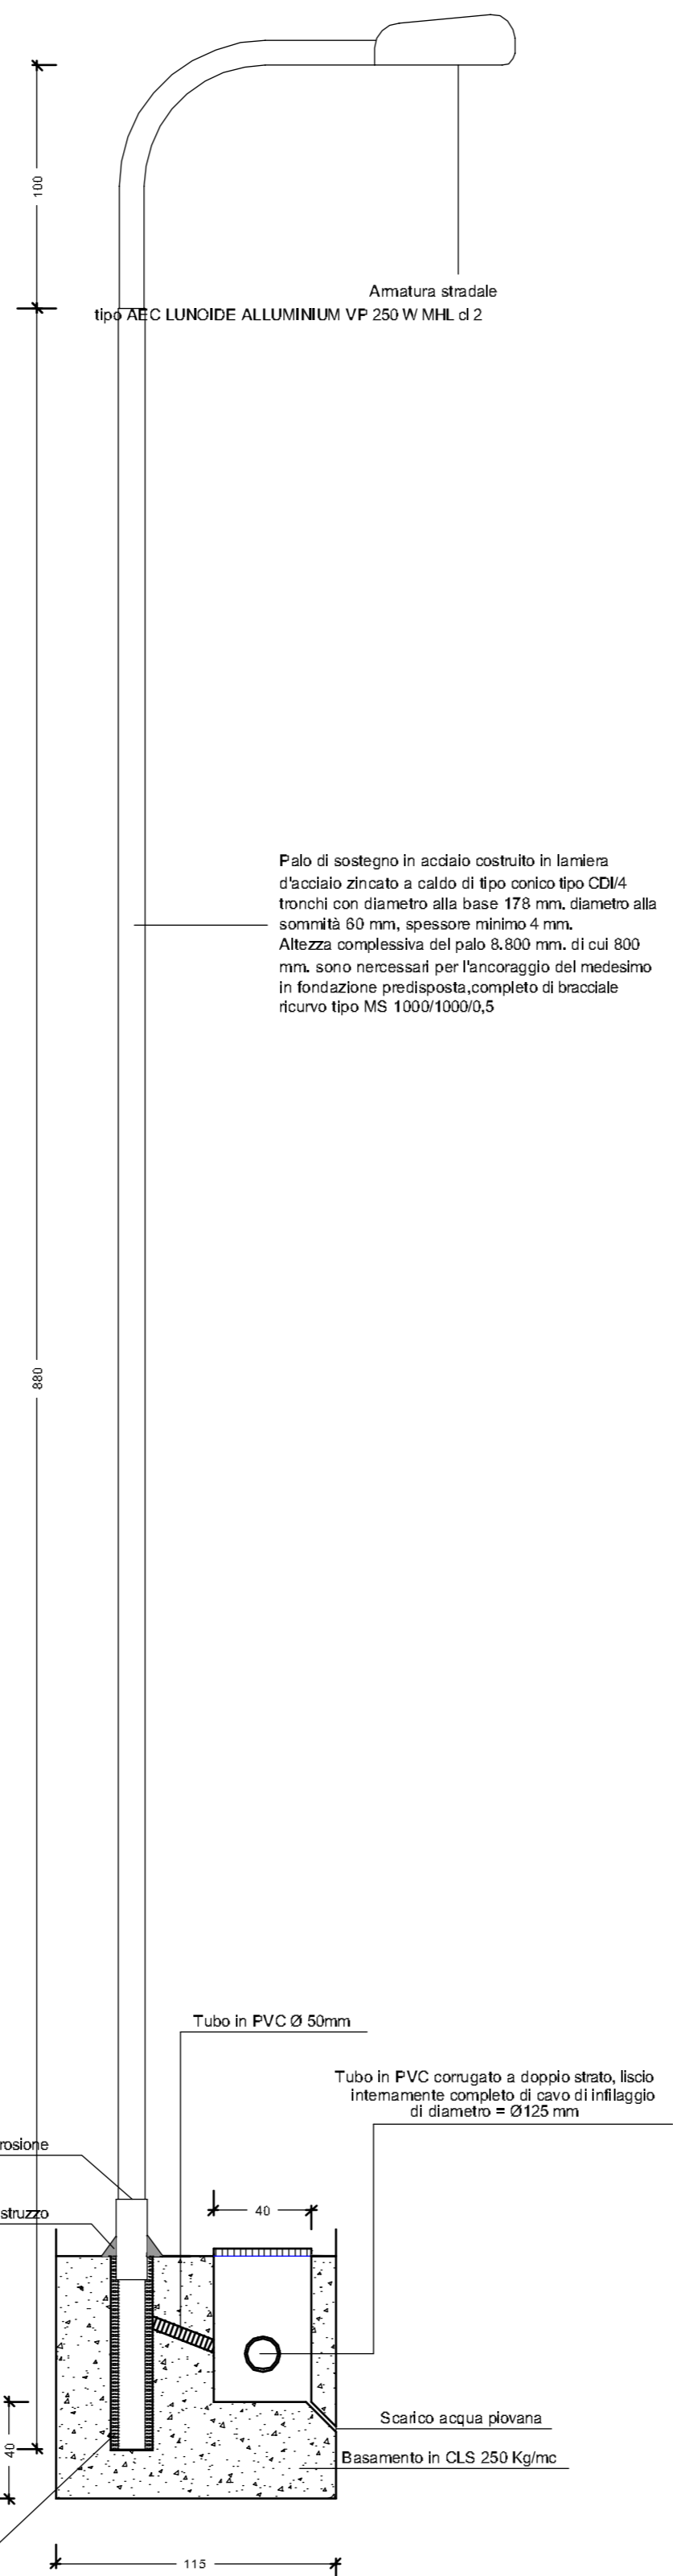 100
Armatura stradale
tipo AEC LUNOIDE ALLUMINIUM VP 250 W MHL cl 2
Palo di sostegno in acciaio costruito in lamiera
d'acciaio zincato a caldo di tipo conico tipo CDI/4
tronchi con diametro alla base 178 mm. diametro alla
sommità 60 mm, spessore minimo 4 mm.
Altezza complessiva del palo 8.800 mm. di cui 800
mm. sono nercessari per l'ancoraggio del medesimo
in fondazione predisposta,completo di bracciale
ricurvo tipo MS 1000/1000/0,5
880
Tubo in PVC Ø 50mm
Tubo in PVC corrugato a doppio strato, liscio
internamente completo di cavo di infilaggio
di diametro = Ø125 mm
rosione
struzzo
40
Scarico acqua piovana
40
Basamento in CLS 250 Kg/mc
115